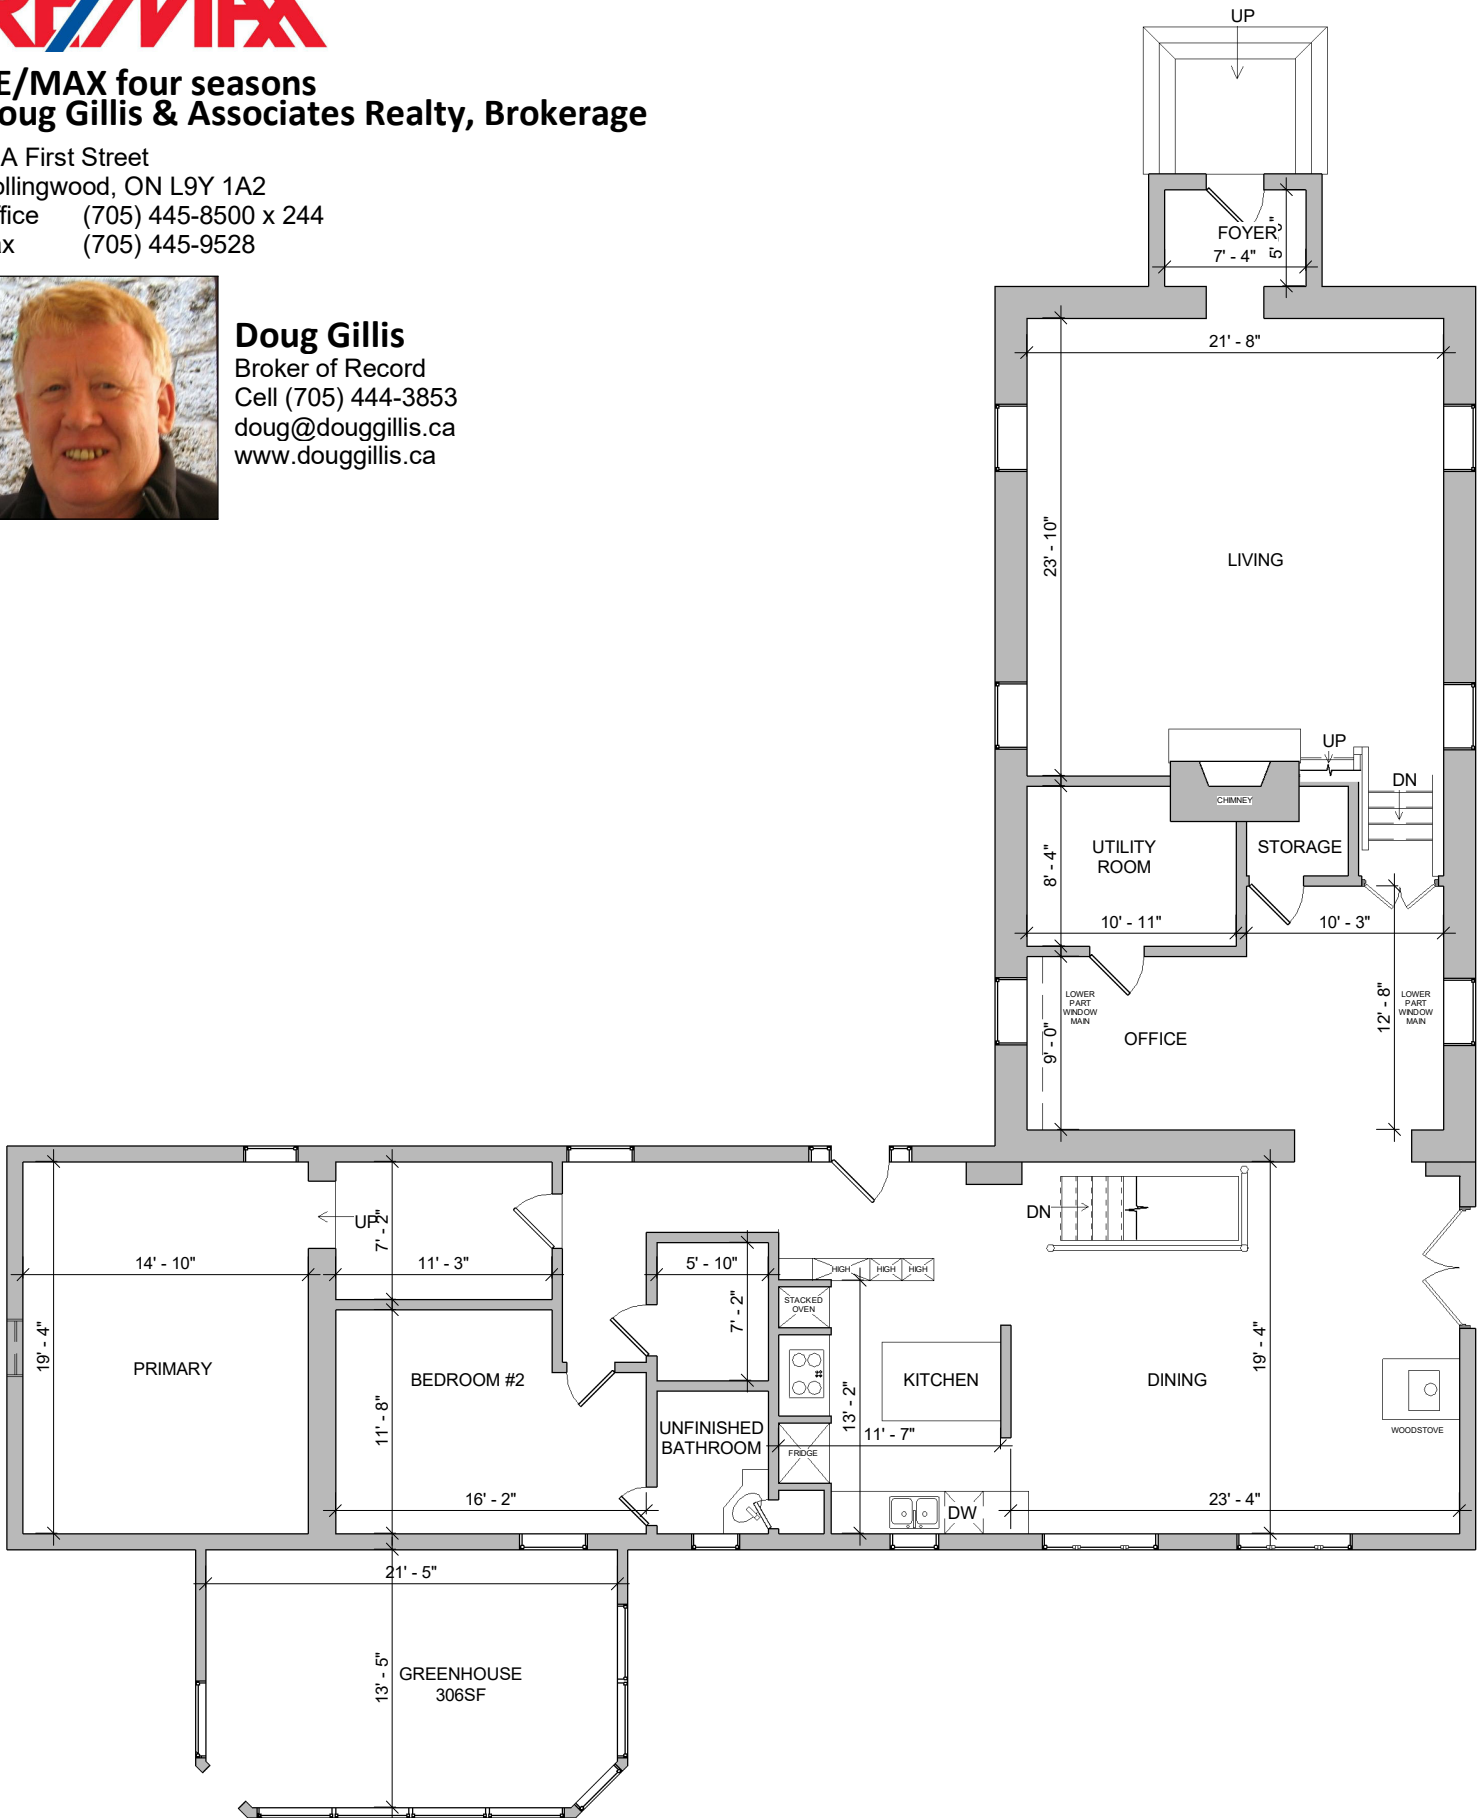 RE/MAX
E/MAX four seasons
oug Gillis & Associates Realty, Brokerage
A First Street
ollingwood, ON L9Y 1A2
fice (705) 445-8500 x 244
ax (705) 445-9528
Doug Gillis
Broker of Record
Cell (705) 444-3853
doug@douggillis.ca
www.douggillis.ca
UP
FOYER
7' - 4"
5'
21' - 8"
23' - 10"
LIVING
UP
DN
CHIMNEY
UTILITY
ROOM
STORAGE
8' - 4"
10' - 11"
10' - 3"
LOWER
PART
WINDOW
MAIN
LOWER
PART
WINDOW
MAIN
12' - 8"
9' - 0"
OFFICE
UP
7' - 2"
DN
14' - 10"
11' - 3"
5' - 10"
HIGH
HIGH
HIGH
STACKED
OVEN
7' - 2"
19' - 4"
19' - 4"
PRIMARY
BEDROOM #2
KITCHEN
DINING
11' - 8"
13' - 2"
UNFINISHED
BATHROOM
11' - 7"
FRIDGE
WOODSTOVE
16' - 2"
DW
23' - 4"
21' - 5"
13' - 5"
GREENHOUSE
306SF